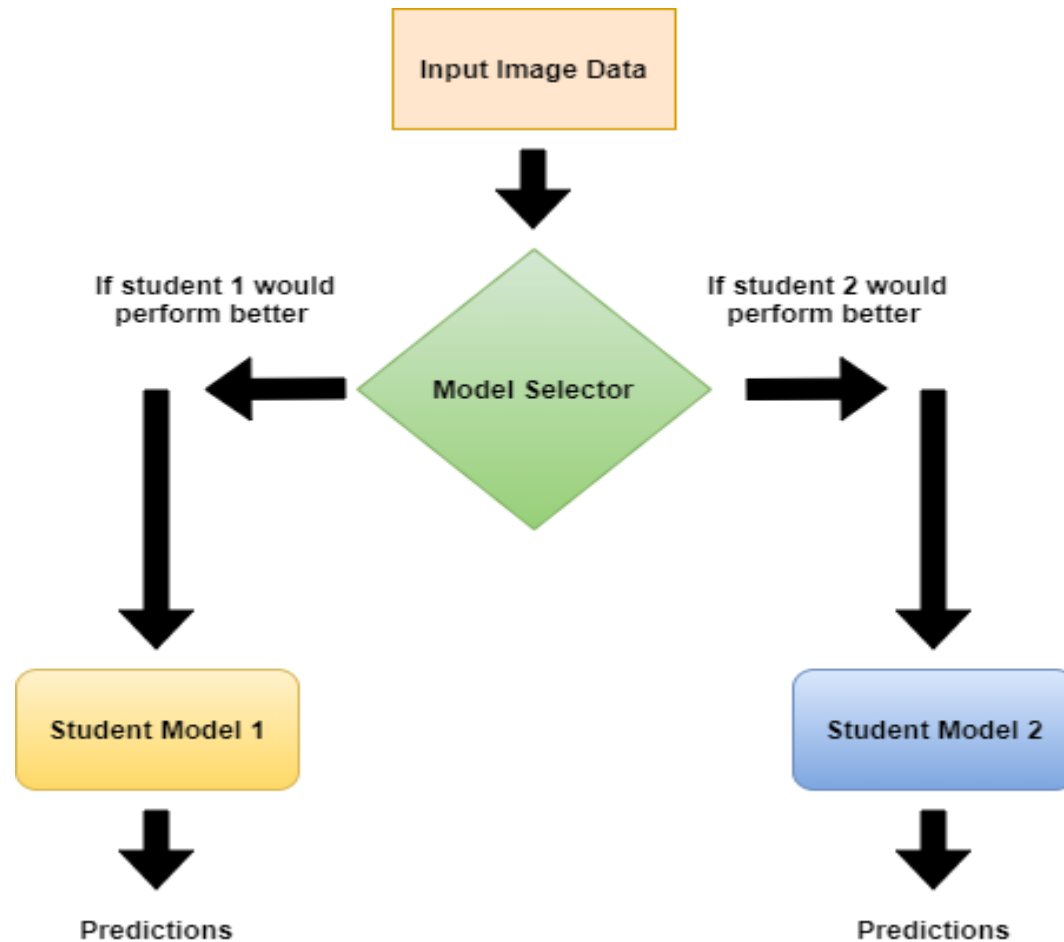 Input Image Data
If student 1 would
perform better
If student 2 would
perform better
Model Selector
Student Model 1
Student Model 2
Predictions
Predictions